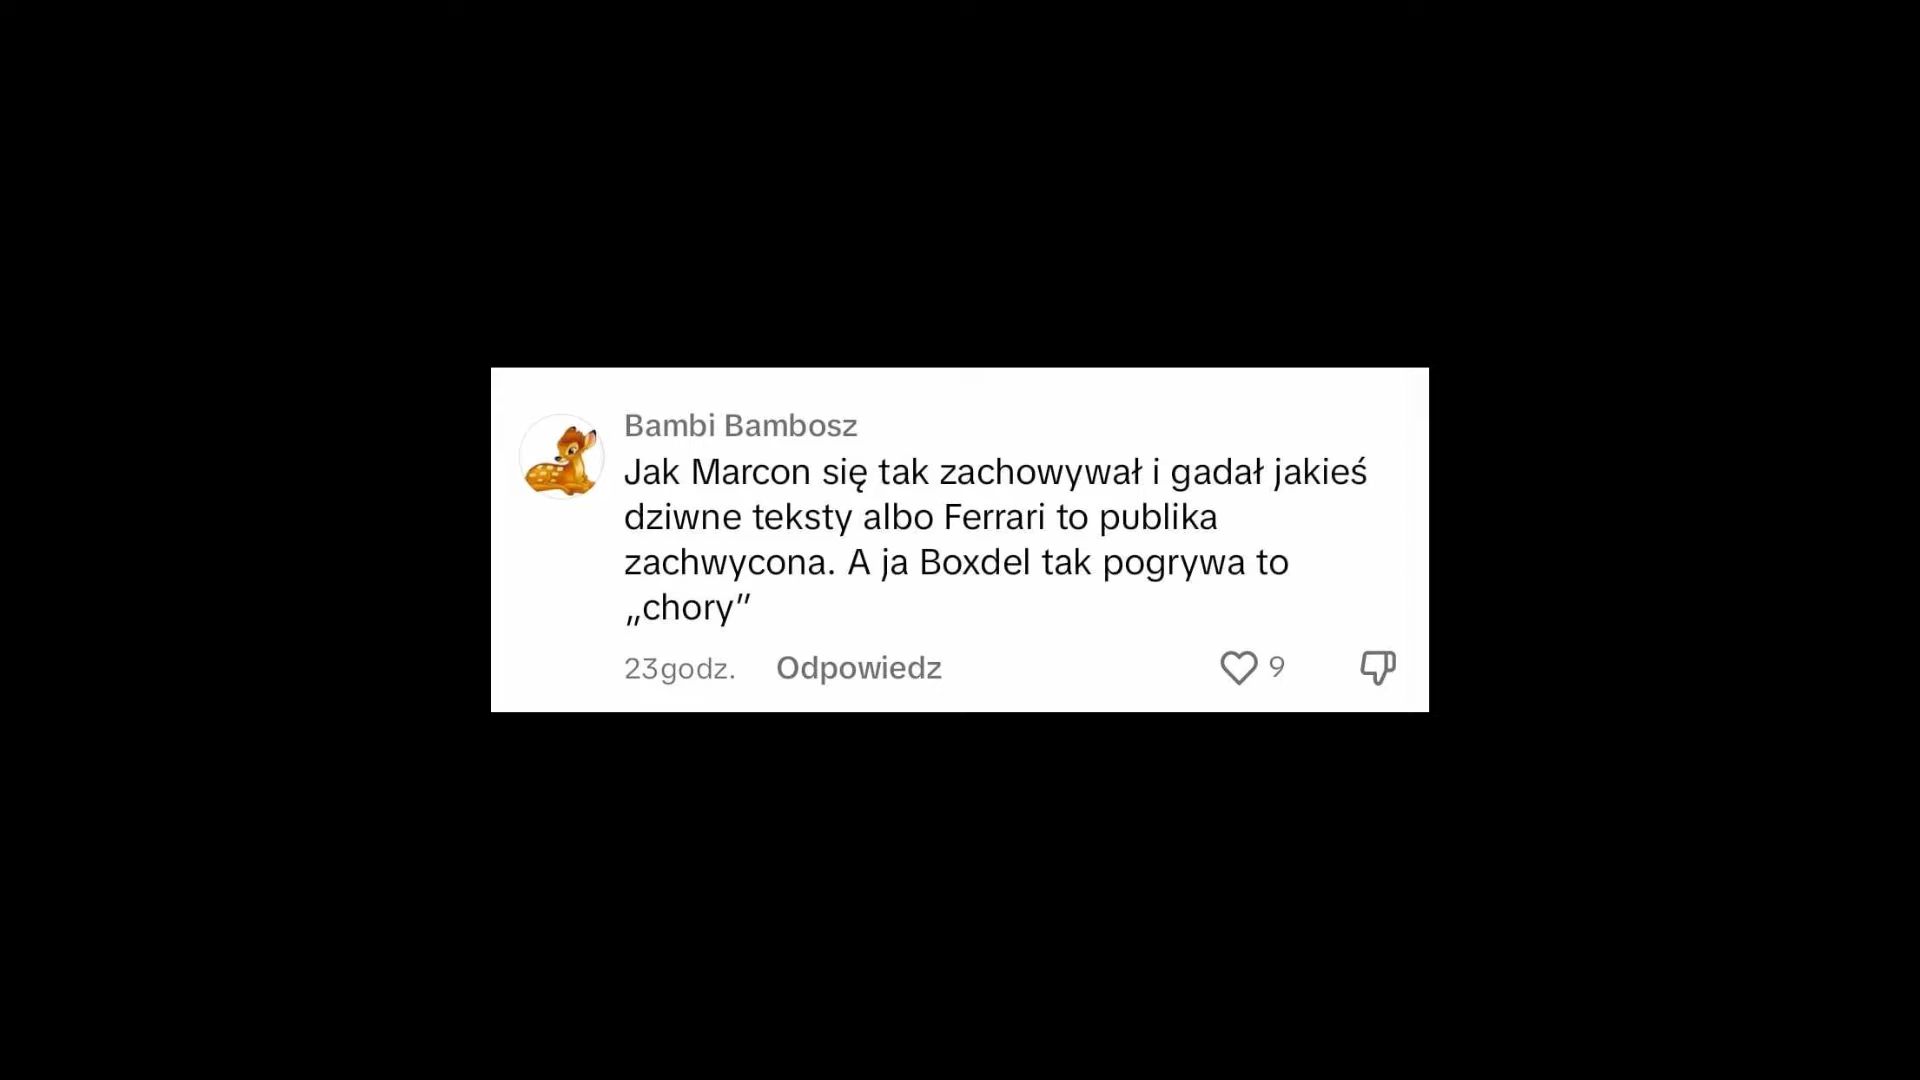 Bambi Bambosz
Jak Marcon się tak zachowywał i gadał jakieś
dziwne teksty albo Ferrari to publika
zachwycona. A ja Boxdel tak pogrywa to
„chory”
23godz. Odpowiedz 9